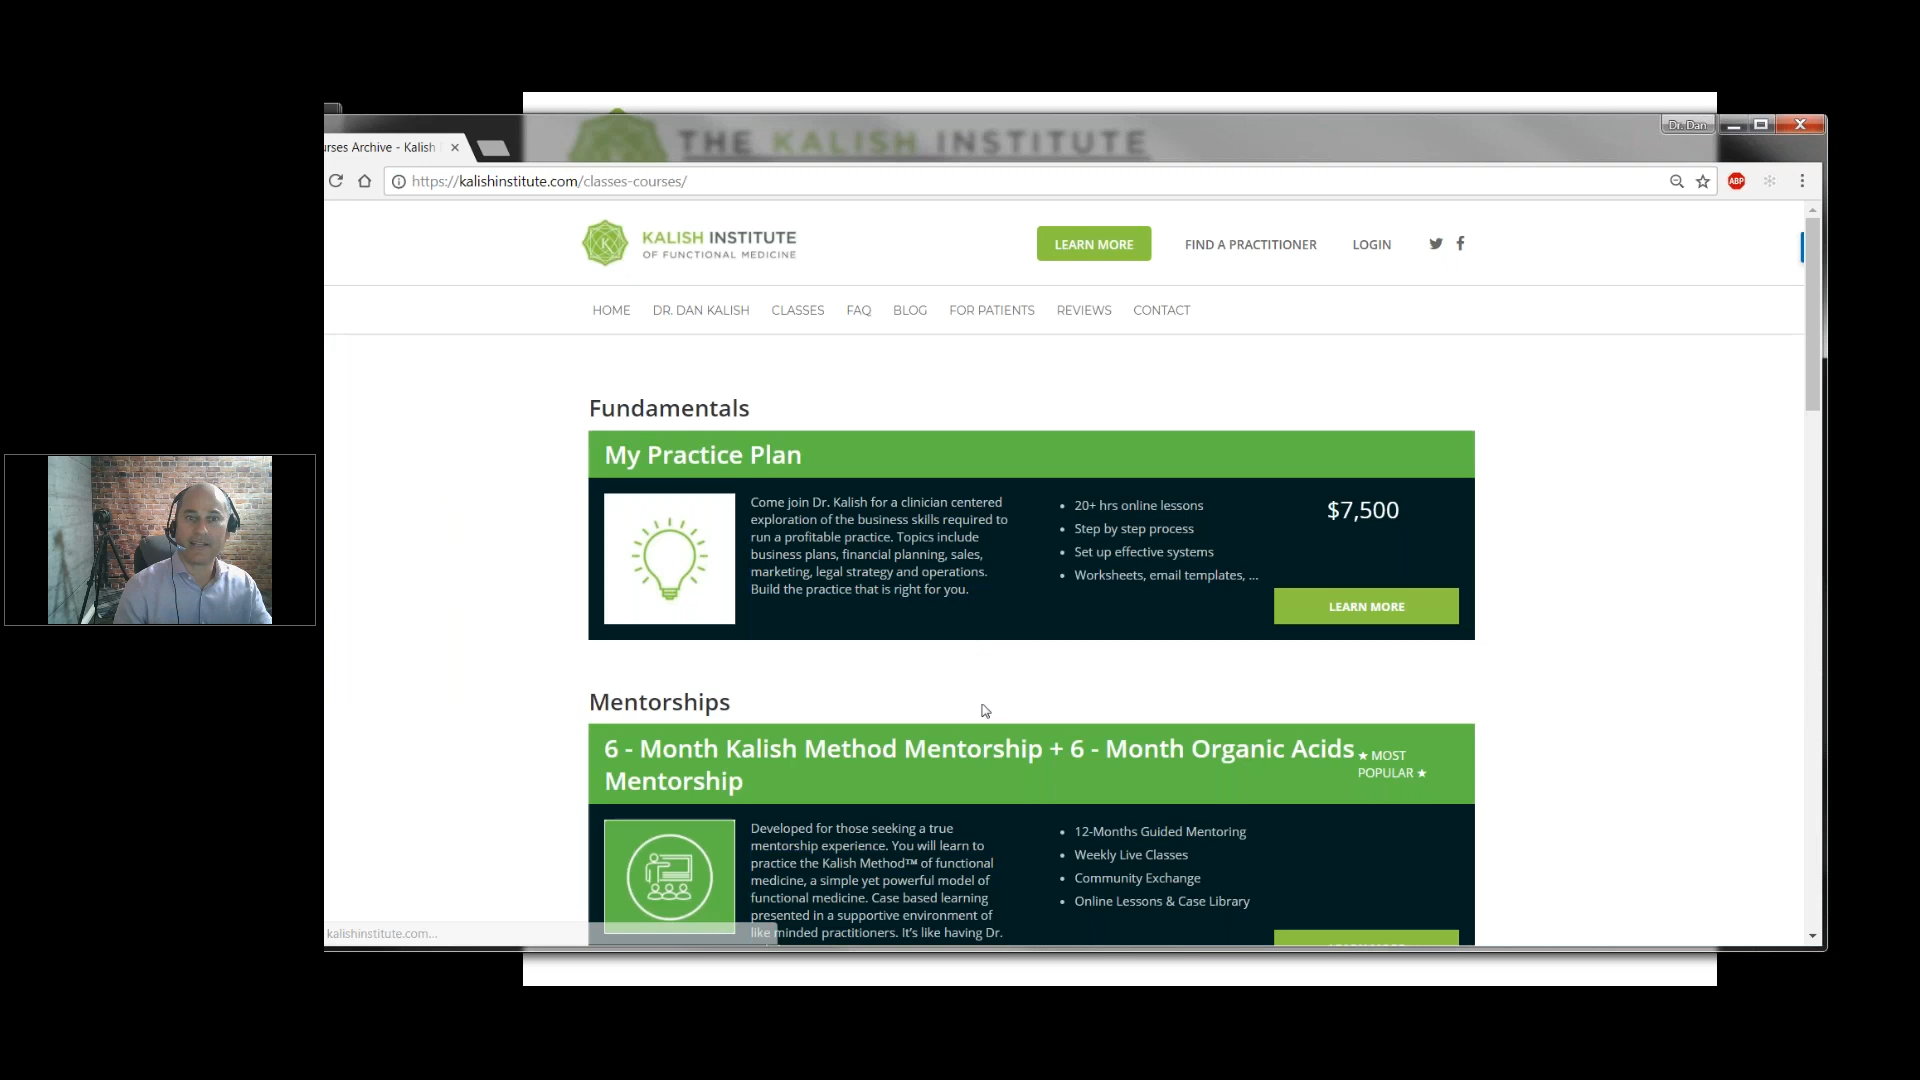 THE KALISH INSTITUTE
Dr. Dan
urses Archive - Kalish
https://kalishinstitute.com/classes-courses/
ABP
K
KALISH INSTITUTE
OF FUNCTIONAL MEDICINE
LEARN MORE
FIND A PRACTITIONER
LOGIN
HOME
DR. DAN KALISH
CLASSES
FAQ
BLOG
FOR PATIENTS
REVIEWS
CONTACT
Fundamentals
My Practice Plan
Come join Dr. Kalish for a clinician centered
exploration of the business skills required to
run a profitable practice. Topics include
business plans, financial planning, sales,
marketing, legal strategy and operations.
Build the practice that is right for you.
• 20+ hrs online lessons
• Step by step process
• Set up effective systems
• Worksheets, email templates, ...
$7,500
LEARN MORE
Mentorships
6 - Month Kalish Method Mentorship + 6 - Month Organic Acids
Mentorship
★ MOST
POPULAR ★
Developed for those seeking a true
mentorship experience. You will learn to
practice the Kalish Method™ of functional
medicine, a simple yet powerful model of
functional medicine. Case based learning
presented in a supportive environment of
like minded practitioners. It's like having Dr.
• 12-Months Guided Mentoring
• Weekly Live Classes
• Community Exchange
• Online Lessons & Case Library
kalishinstitute.com...